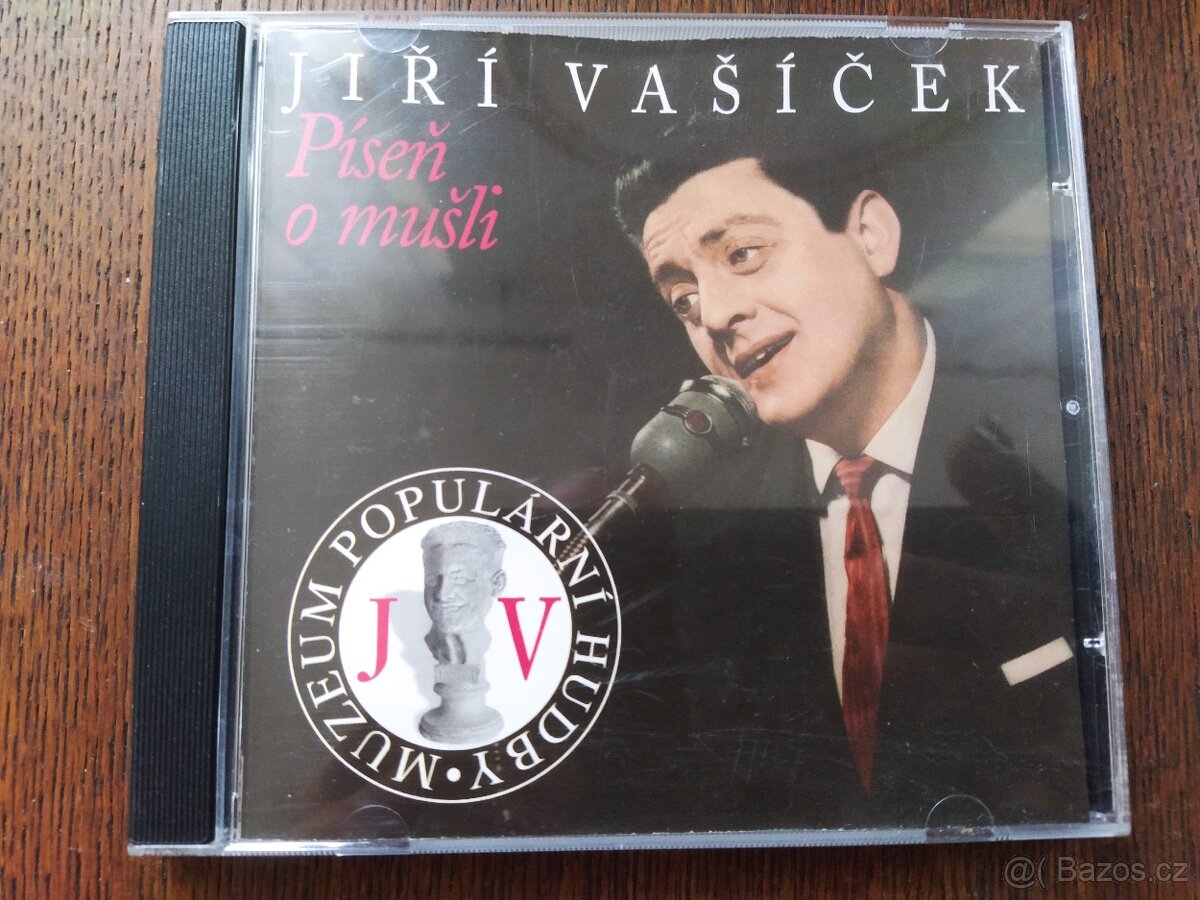 JIŘÍ VAŠÍČEK
Píseň
o mušli
MUZEUM POPULÁRNÍ HUDBY •
J V
@( Bazos.cz